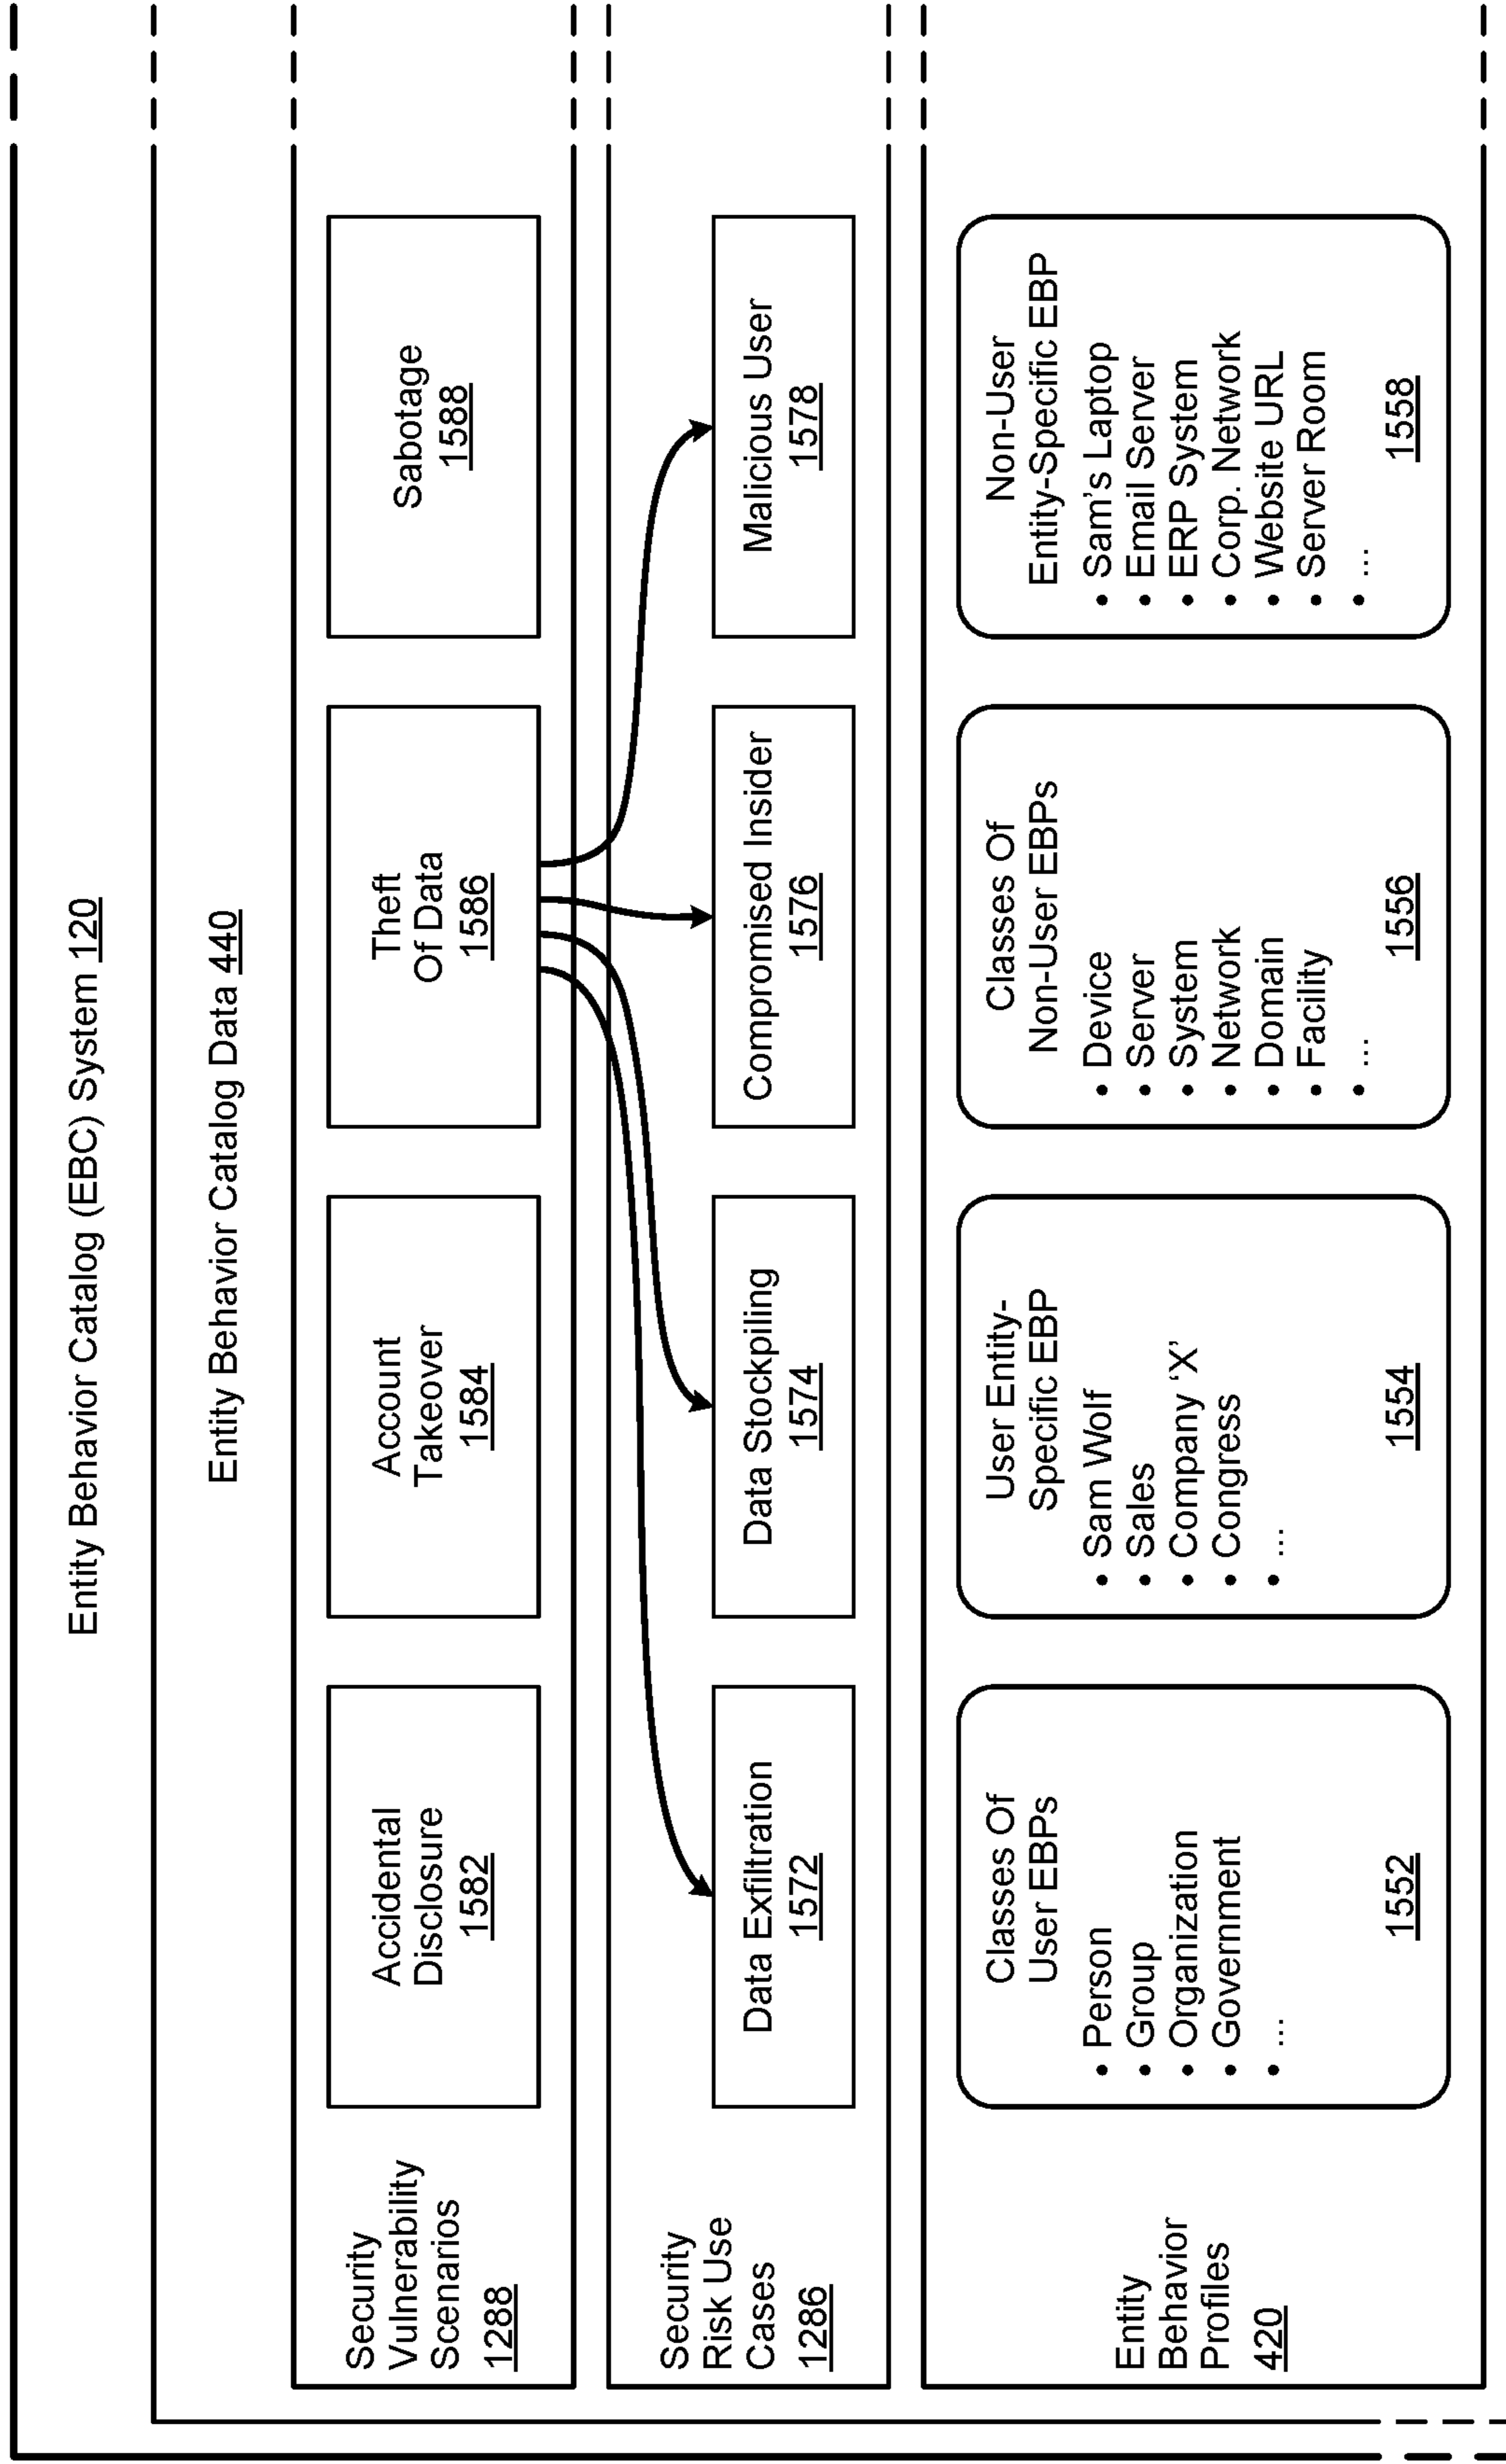 Entity Behavior Catalog (EBC) System 120
Entity Behavior Catalog Data 440
Security
Vulnerability
Scenarios
1288
Accidental
Disclosure
1582
Account
Takeover
1584
Theft
Of Data
1586
Sabotage
1588
Security
Risk Use
Cases
1286
Data Exfiltration
1572
Data Stockpiling
1574
Compromised Insider
1576
Malicious User
1578
Entity
Behavior
Profiles
420
Classes Of
User EBPs
• Person
• Group
• Organization
• Government
• ...
1552
User Entity-
Specific EBP
• Sam Wolf
• Sales
• Company ‘X’
• Congress
• ...
1554
Classes Of
Non-User EBPs
• Device
• Server
• System
• Network
• Domain
• Facility
• ...
1556
Non-User
Entity-Specific EBP
• Sam's Laptop
• Email Server
• ERP System
• Corp. Network
• Website URL
• Server Room
• ...
1558